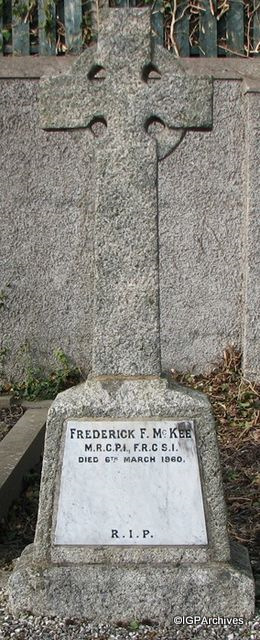 FREDERICK F. McKEE
M.R.C.P.I., F.R.C.S.I.
DIED 6TH MARCH 1960.
R.I.P.
©IGPArchives